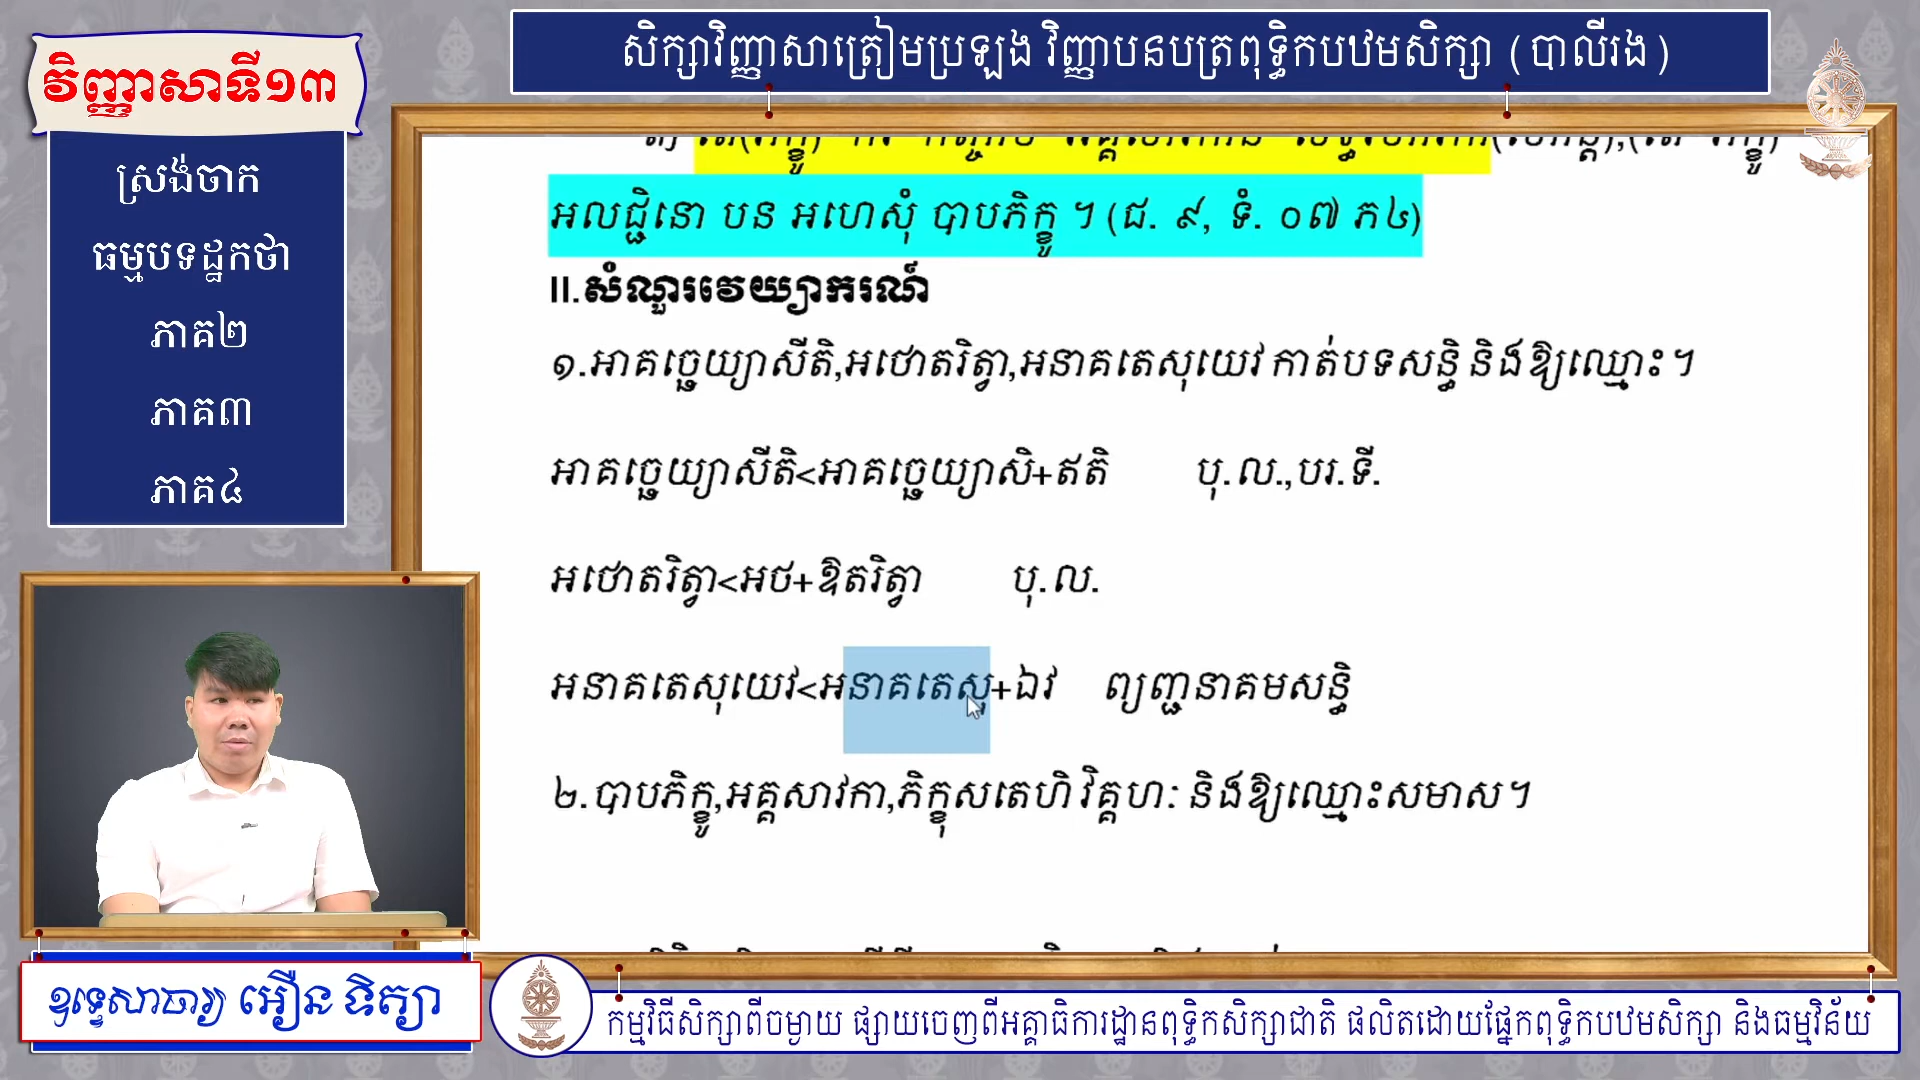 សិក្សាវិញ្ញាសាត្រៀមប្រឡង វិញ្ញាបនបត្រពុទ្ធិកបឋមសិក្សា (បាលីរង)
វិញ្ញាសាទី១៣
ស្រង់ចាក
ធម្មបទដ្ឋកថា
ភាគ២
ភាគ៣
ភាគ៤
អលជ្ជិនោ បន អហេសុំ បាបភិក្ខូ ។ (ជ. ៩, ទំ. ០៧ ភ៤)
II.សំណួរវេយ្យាករណ៍
១.អាគច្ឆេយ្យាសីតិ,អថោតរិត្វា,អនាគតេសុយេវ កាត់បទសន្ធិ និងឱ្យឈ្មោះ ។
អាគច្ឆេយ្យាសីតិ<អាគច្ឆេយ្យាសិ+ឥតិ បុ.ល.,បរ.ទី.
អថោតរិត្វា<អថ+ឱតរិត្វា បុ.ល.
អនាគតេសុយេវ<អនាគតេសុ+ឯវ ព្យញ្ជនាគមសន្ធិ
២.បាបភិក្ខូ,អគ្គសាវកា,ភិក្ខុសតេហិ វិគ្គហៈ និងឱ្យឈ្មោះសមាស។
ឧទ្ទេសាចារ្យ អឿន ទិត្យា
កម្មវិធីសិក្សាពីចម្ងាយ ផ្សាយចេញពីអគ្គាធិការដ្ឋានពុទ្ធិកសិក្សាជាតិ ផលិតដោយផ្នែកពុទ្ធិកបឋមសិក្សា និងធម្មវិន័យ